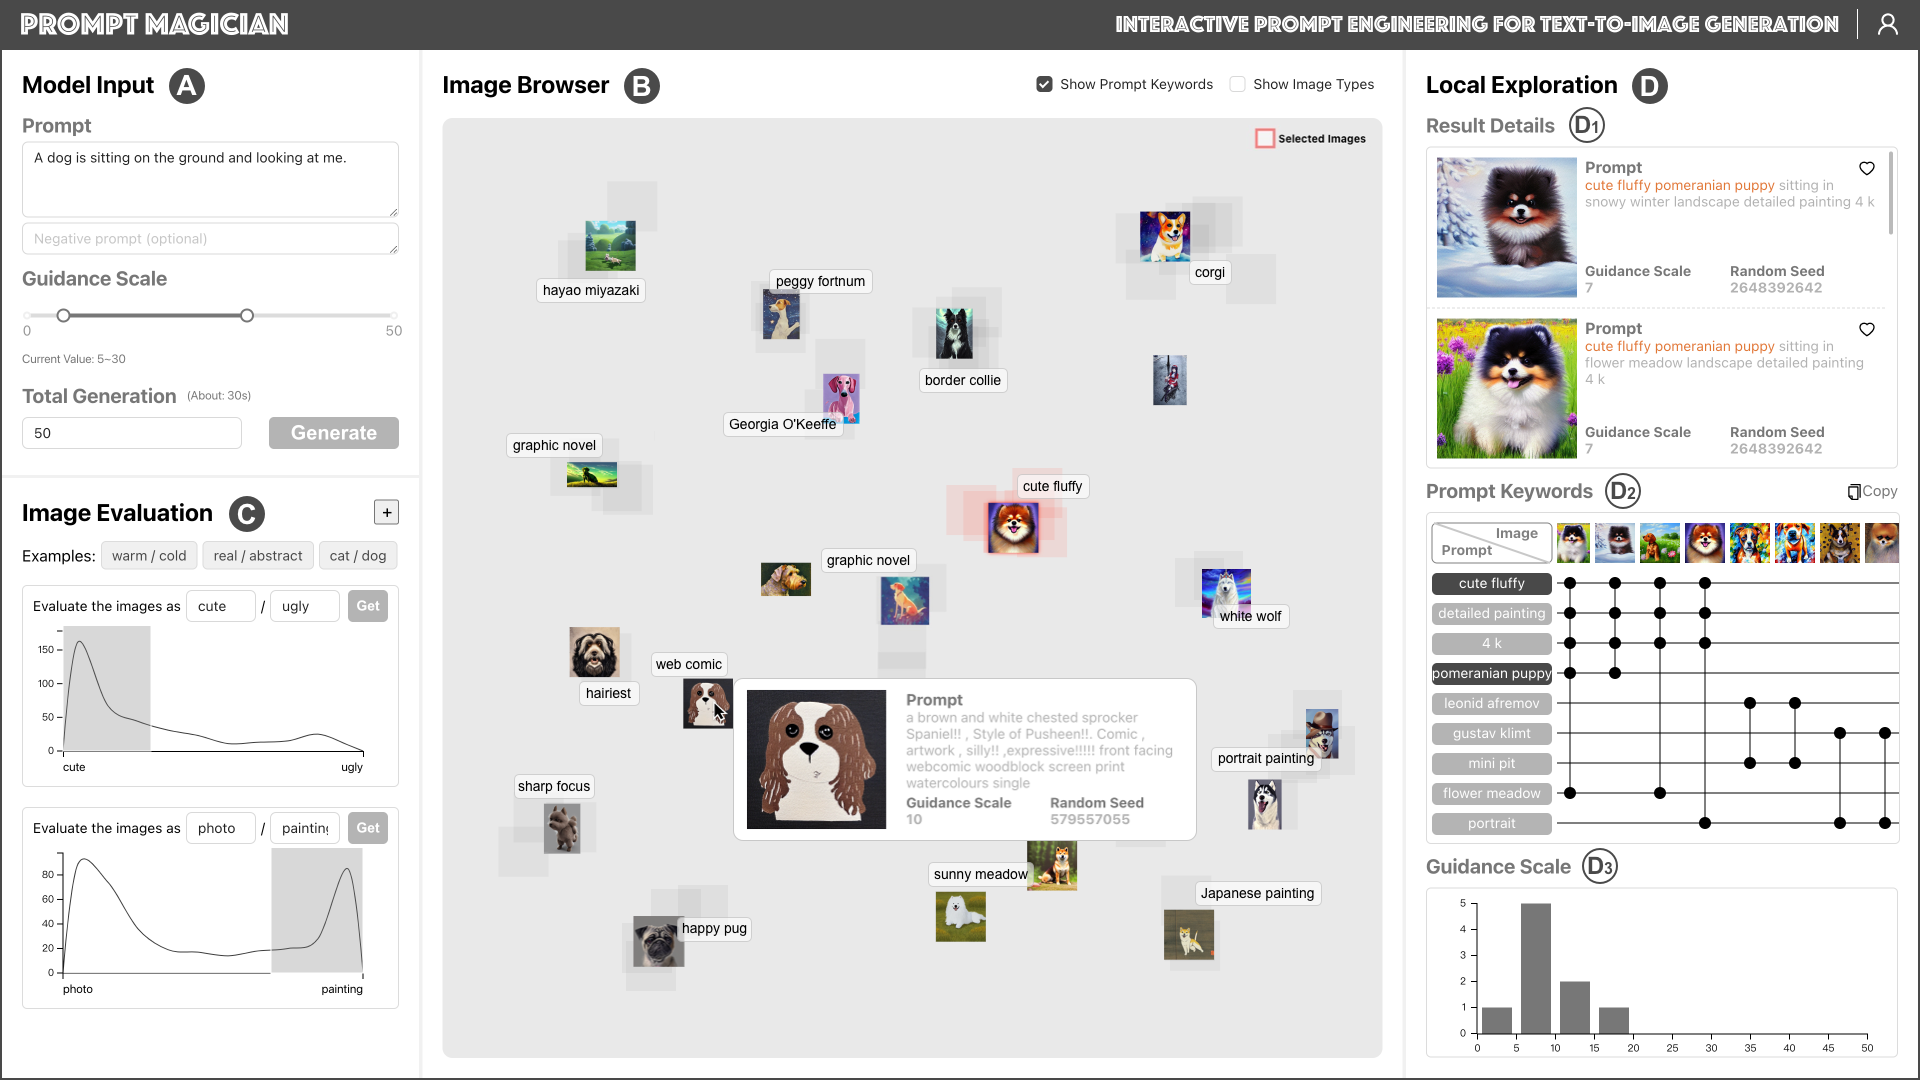 PROMPT MAGICIAN
INTERACTIVE PROMPT ENGINEERING FOR TEXT-TO-IMAGE GENERATION
Model Input A
Prompt
A dog is sitting on the ground and looking at me.
Negative prompt (optional)
Guidance Scale
0 50
Current Value: 5~30
Total Generation (About: 30s)
50 Generate
Image Evaluation C +
Examples: warm / cold real / abstract cat / dog
Evaluate the images as cute / ugly Get
150
100
50
0
cute ugly
Evaluate the images as photo / painting Get
80
60
40
20
0
photo painting
Image Browser B
Show Prompt Keywords Show Image Types
Selected Images
hayao miyazaki
peggy fortnum
corgi
border collie
Georgia O'Keeffe
graphic novel
cute fluffy
graphic novel
white wolf
web comic
hairiest
Prompt
a brown and white chested sprocker
Spaniel!! , Style of Pusheen!!. Comic ,
artwork , silly!! ,expressive!!!!! front facing
webcomic woodblock screen print
watercolours single
Guidance Scale Random Seed
10 579557055
portrait painting
sharp focus
sunny meadow
Japanese painting
happy pug
Local Exploration D
Result Details D1
Prompt
cute fluffy pomeranian puppy sitting in
snowy winter landscape detailed painting 4 k
Guidance Scale Random Seed
7 2648392642
Prompt
cute fluffy pomeranian puppy sitting in
flower meadow landscape detailed painting
4 k
Guidance Scale Random Seed
7 2648392642
Prompt Keywords D2 Copy
Image
Prompt
cute fluffy
detailed painting
4 k
pomeranian puppy
leonid afremov
gustav klimt
mini pit
flower meadow
portrait
Guidance Scale D3
5
4
3
2
1
0
0 5 10 15 20 25 30 35 40 45 50